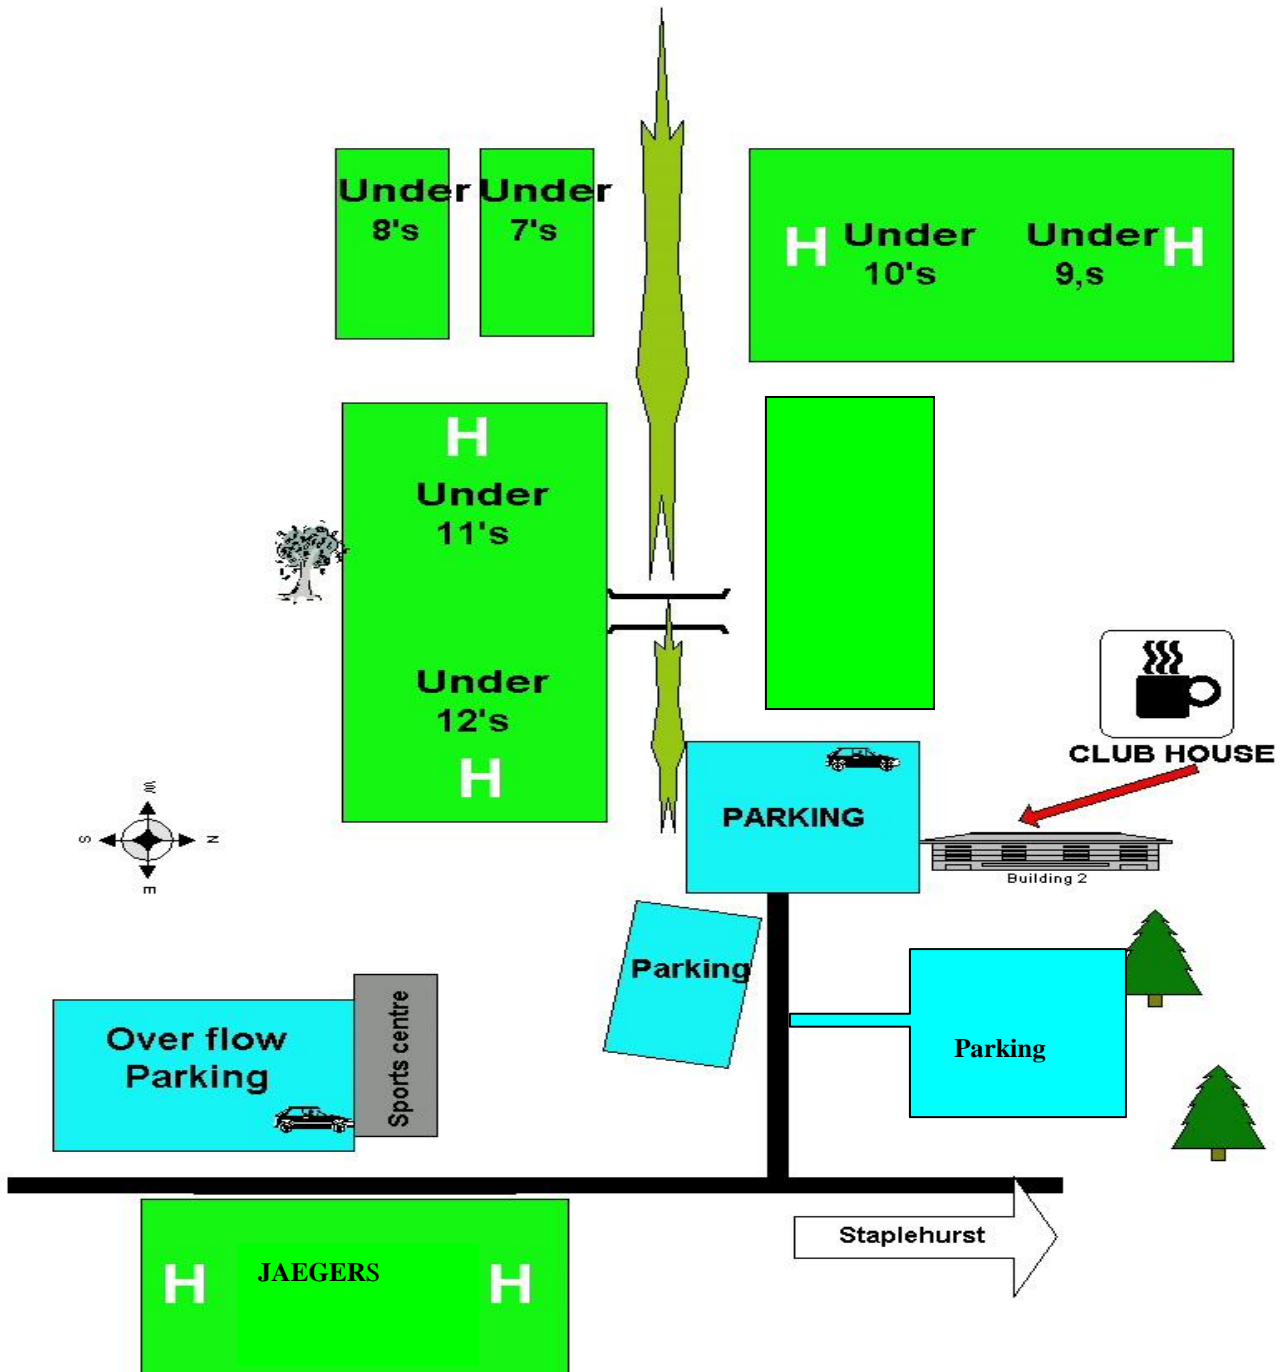 Under
8's
Under
7's
H
Under
10's
Under
9,s
H
H
Under
11's
Under
12's
H
CLUB HOUSE
PARKING
Building 2
W
S
N
E
Parking
Parking
Over flow
Parking
Sports centre
Staplehurst
H
JAEGERS
H